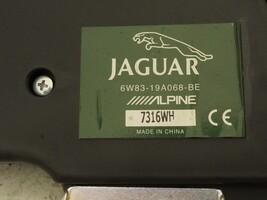 JAGUAR
6W83-19A068-BE
ALPINE
7316WH
CE
MADE IN CHINA